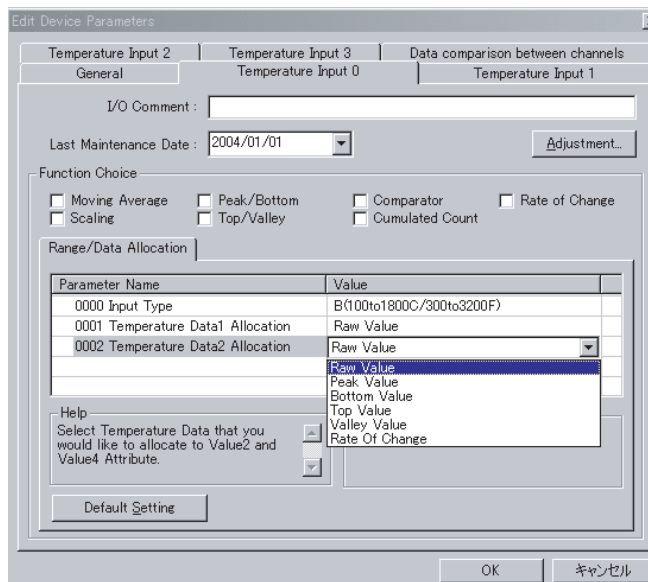 Edit Device Parameters
Temperature Input 2
Temperature Input 3
Data comparison between channels
General
Temperature Input 0
Temperature Input 1
I/O Comment :
Last Maintenance Date : 2004/01/01
Adjustment...
Function Choice
Moving Average
Peak/Bottom
Comparator
Rate of Change
Scaling
Top/Valley
Cumulated Count
Range/Data Allocation
Parameter Name Value
0000 Input Type B(100to1800C/300to3200F)
0001 Temperature Data1 Allocation Raw Value
0002 Temperature Data2 Allocation Raw Value
Raw Value
Peak Value
Bottom Value
Top Value
Valley Value
Rate Of Change
Help
Select Temperature Data that you
would like to allocate to Value2 and
Value4 Attribute.
Default Setting
OK
キャンセル